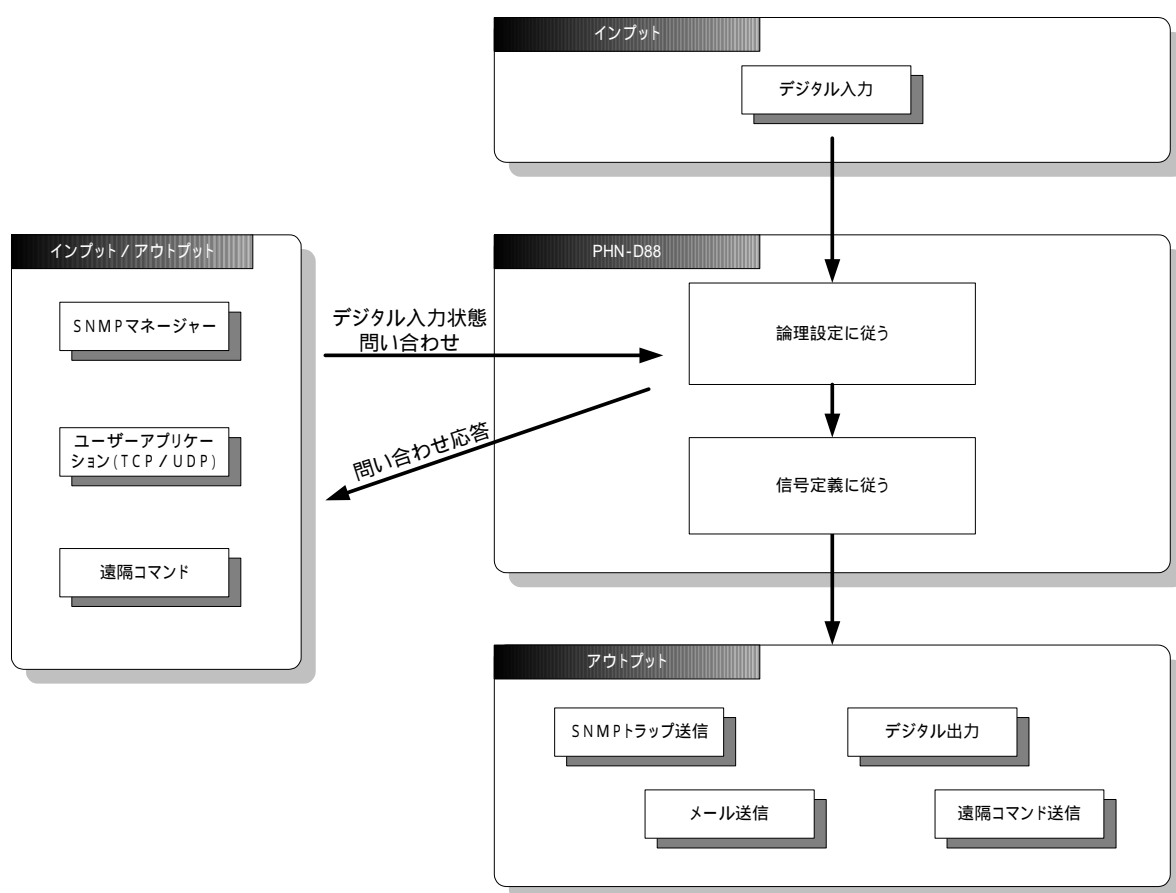 インプット
デジタル入力
インプット / アウトプット
SNMPマネージャー
ユーザーアプリケー
ション(TCP / UDP)
遠隔コマンド
デジタル入力状態
問い合わせ
問い合わせ応答
PHN-D88
論理設定に従う
信号定義に従う
アウトプット
SNMPトラップ送信
デジタル出力
メール送信
遠隔コマンド送信